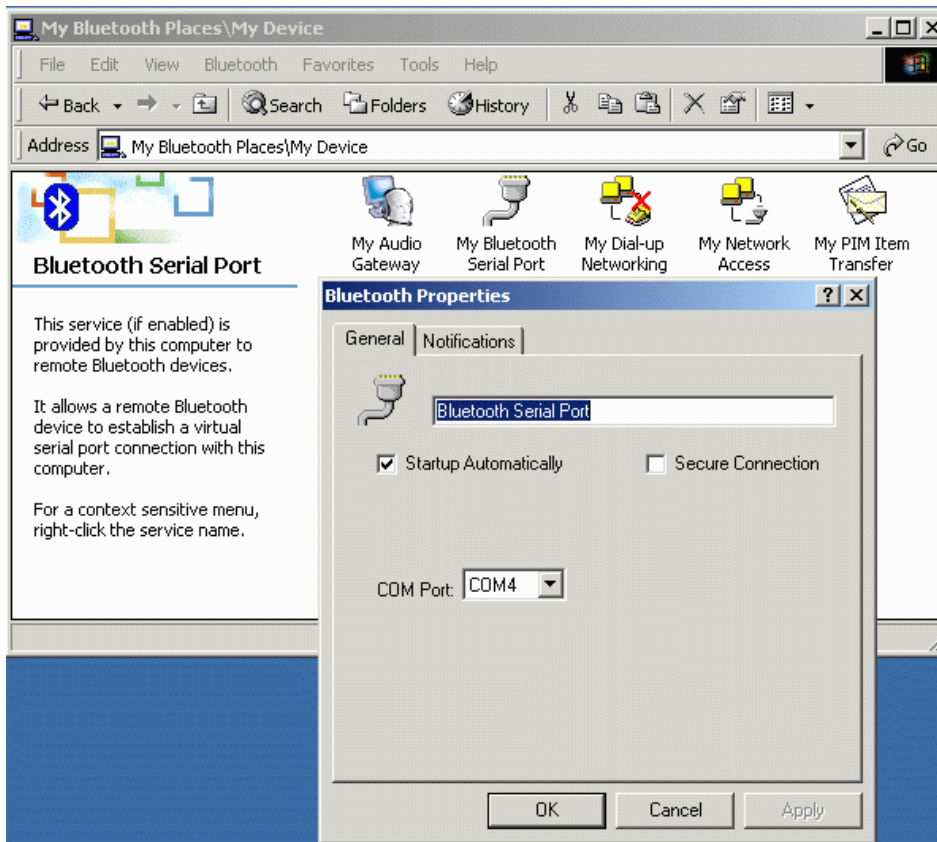 My Bluetooth Places\My Device
File Edit View Bluetooth Favorites Tools Help
Back Search Folders History
Address My Bluetooth Places\My Device Go
Bluetooth Serial Port
This service (if enabled) is
provided by this computer to
remote Bluetooth devices.
It allows a remote Bluetooth
device to establish a virtual
serial port connection with this
computer.
For a context sensitive menu,
right-click the service name.
My Audio
Gateway
My Bluetooth
Serial Port
My Dial-up
Networking
My Network
Access
My PIM Item
Transfer
Bluetooth Properties
General Notifications
Bluetooth Serial Port
Startup Automatically Secure Connection
COM Port: COM4
OK Cancel Apply